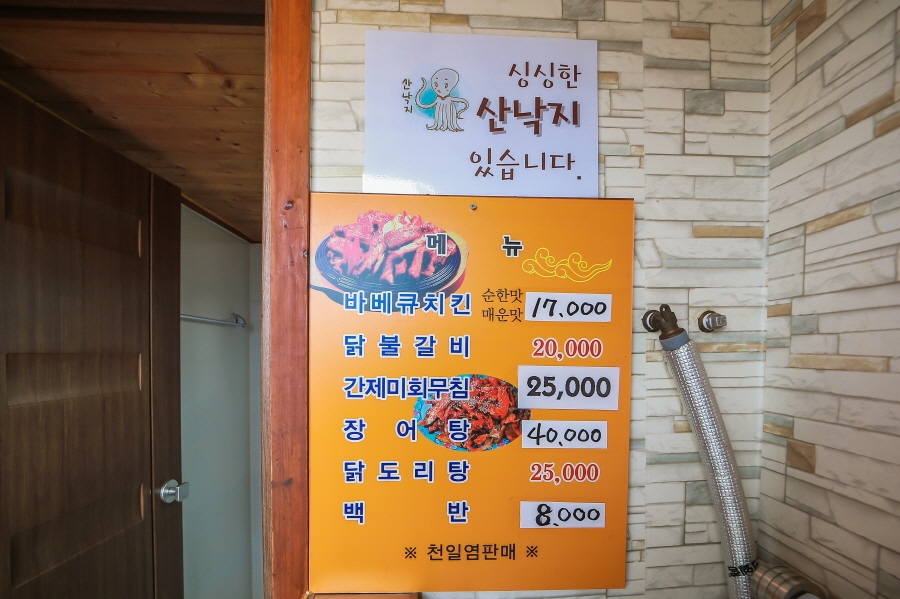 싱싱한
산낙지
산낙지
있습니다.
메 뉴
바베큐치킨 순한맛 매운맛 17.000
닭불갈비 20,000
간제미회무침 25,000
장어탕 40,000
닭도리탕 25,000
백반 8.000
※ 천일염판매 ※